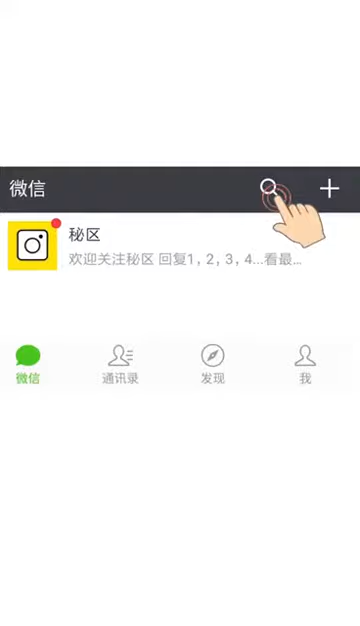 微信
秘区
欢迎关注秘区 回复1，2，3，4...看最...
微信
通讯录
发现
我